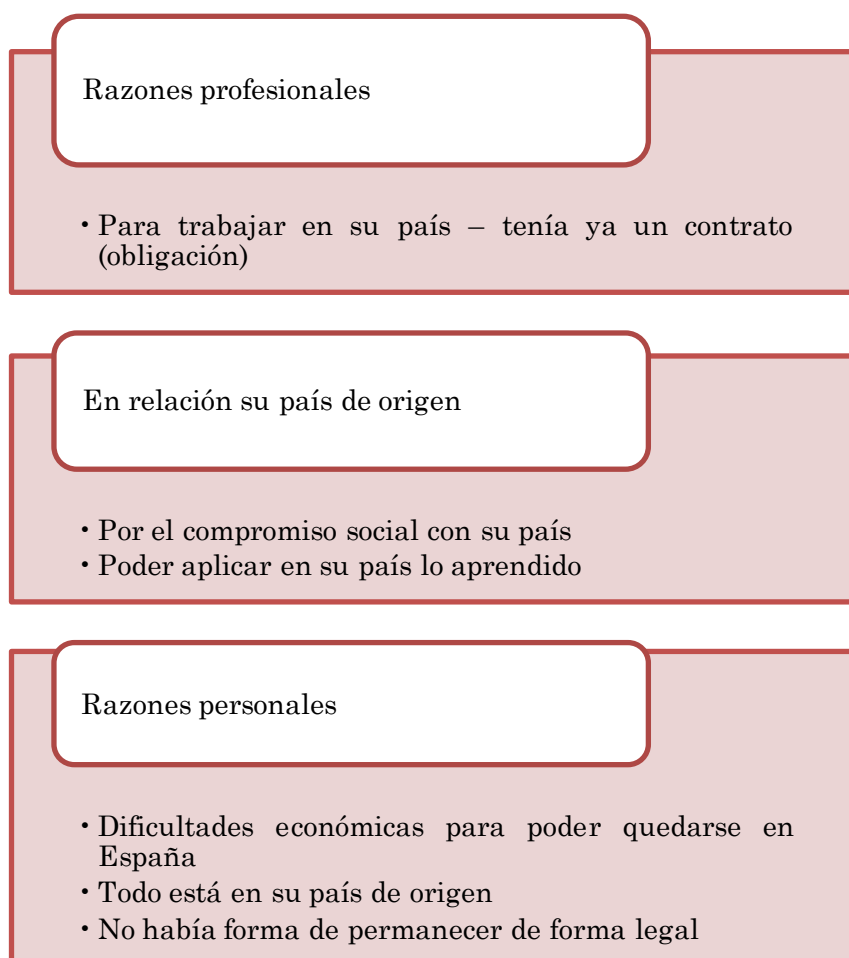 Razones profesionales
• Para trabajar en su país – tenía ya un contrato
(obligación)
En relación su país de origen
• Por el compromiso social con su país
• Poder aplicar en su país lo aprendido
Razones personales
• Dificultades económicas para poder quedarse en
España
• Todo está en su país de origen
• No había forma de permanecer de forma legal